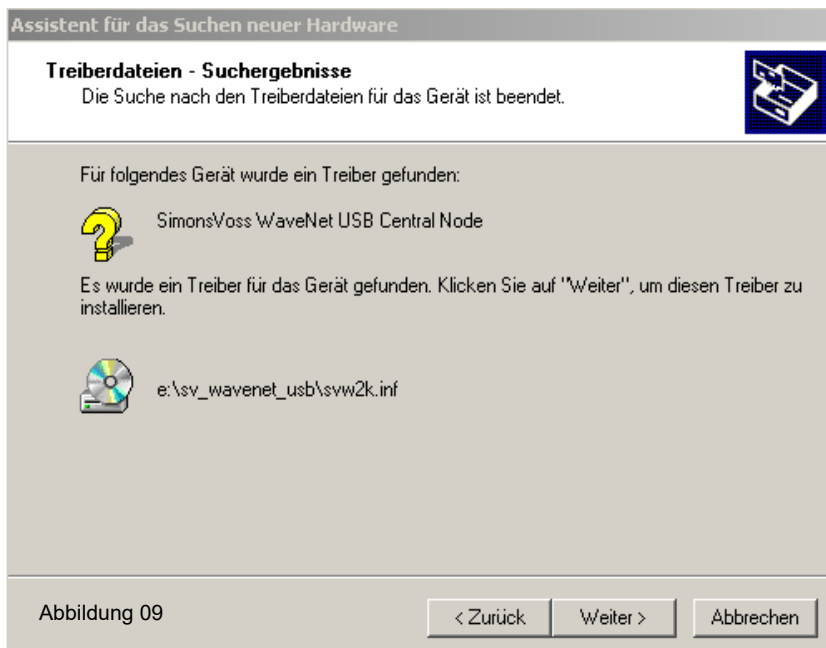 Assistent für das Suchen neuer Hardware
Treiberdateien - Suchergebnisse
Die Suche nach den Treiberdateien für das Gerät ist beendet.
Für folgendes Gerät wurde ein Treiber gefunden:
SimonsVoss WaveNet USB Central Node
Es wurde ein Treiber für das Gerät gefunden. Klicken Sie auf "Weiter", um diesen Treiber zu
installieren.
e:\sv_wavenet_usb\svw2k.inf
Abbildung 09
< Zurück
Weiter >
Abbrechen